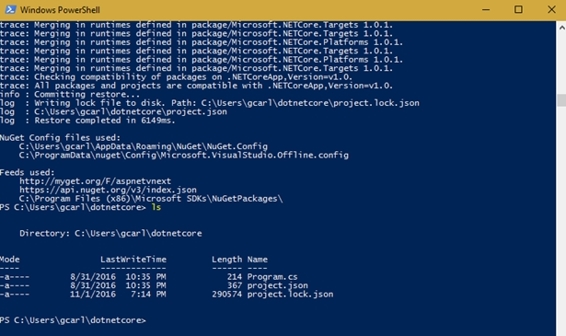 Windows PowerShell
trace: Merging in runtimes defined in package/Microsoft.NETCore.Targets 1.0.1.
trace: Merging in runtimes defined in package/Microsoft.NETCore.Targets 1.0.1.
trace: Merging in runtimes defined in package/Microsoft.NETCore.Platforms 1.0.1.
trace: Merging in runtimes defined in package/Microsoft.NETCore.Targets 1.0.1.
trace: Merging in runtimes defined in package/Microsoft.NETCore.Platforms 1.0.1.
trace: Merging in runtimes defined in package/Microsoft.NETCore.Targets 1.0.1.
trace: Checking compatibility of packages on .NETCoreApp,Version=v1.0.
trace: All packages and projects are compatible with .NETCoreApp,Version=v1.0.
info : Committing restore...
log  : Writing lock file to disk. Path: C:\Users\gcarl\dotnetcore\project.lock.json
log  : C:\Users\gcarl\dotnetcore\project.json
log  : Restore completed in 6149ms.
NuGet Config files used:
C:\Users\gcarl\AppData\Roaming\NuGet\NuGet.Config
C:\ProgramData\nuget\Config\Microsoft.VisualStudio.Offline.config
Feeds used:
http://myget.org/F/aspnetvnext
https://api.nuget.org/v3/index.json
C:\Program Files (x86)\Microsoft SDKs\NuGetPackages\
PS C:\Users\gcarl\dotnetcore> ls
Directory: C:\Users\gcarl\dotnetcore
Mode LastWriteTime Length Name
---- ------------- ------ ----
-a---- 8/31/2016 10:35 PM 214 Program.cs
-a---- 8/31/2016 10:35 PM 367 project.json
-a---- 11/1/2016 7:14 PM 290574 project.lock.json
PS C:\Users\gcarl\dotnetcore>